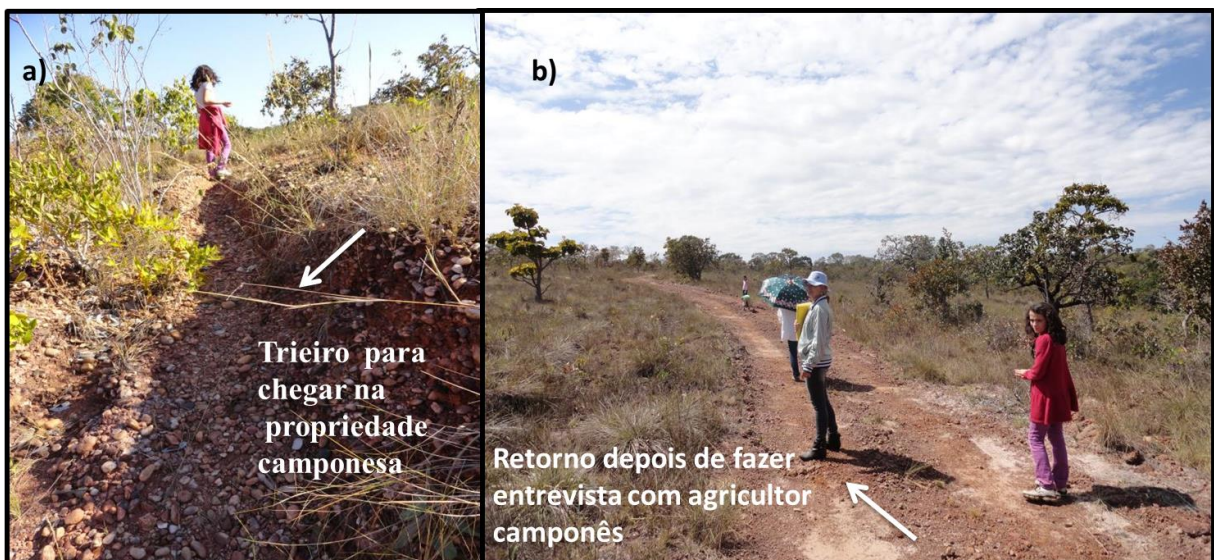 a)
Trieiro para
chegar na
propriedade
camponesa
b)
Retorno depois de fazer
entrevista com agricultor
camponês